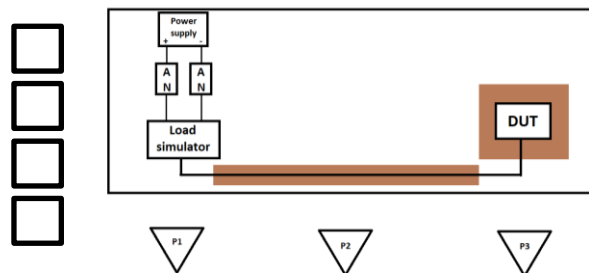 Power
supply
+ -
A
N
A
N
Load
simulator
DUT
P1
P2
P3